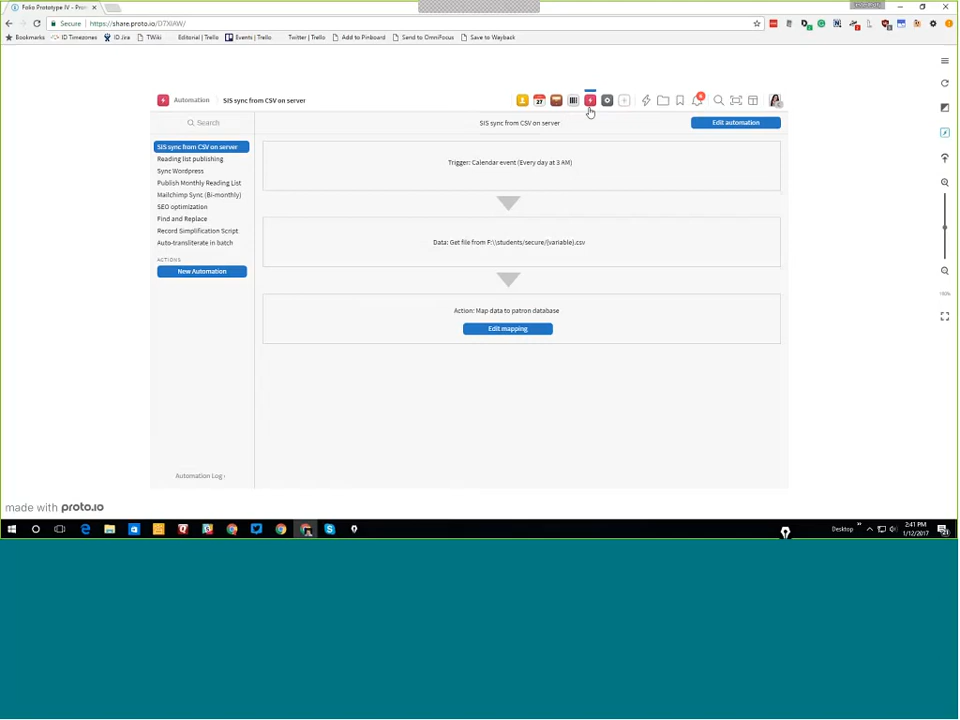 Folio Prototype IV - Pro
Secure
https://share.proto.io/O7XIAW/
Bookmarks
ID Timezones
ID Jira
TWiki
Editorial | Trello
Events | Trello
Twitter | Trello
Add to Pinboard
Send to OmniFocus
Save to Wayback
Automation
SIS sync from CSV on server
27
Search
SIS sync from CSV on server
Edit automation
SIS sync from CSV on server
Reading list publishing
Sync Wordpress
Publish Monthly Reading List
Mailchimp Sync (Bi-monthly)
SEO optimization
Find and Replace
Record Simplification Script
Auto-transliterate in batch
ACTIONS
New Automation
Trigger: Calendar event (Every day at 3 AM)
Data: Get file from F:\\students/secure/{variable}.csv
Action: Map data to patron database
Edit mapping
Automation Log ›
100%
made with proto.io
Desktop
2:41 PM
1/12/2017